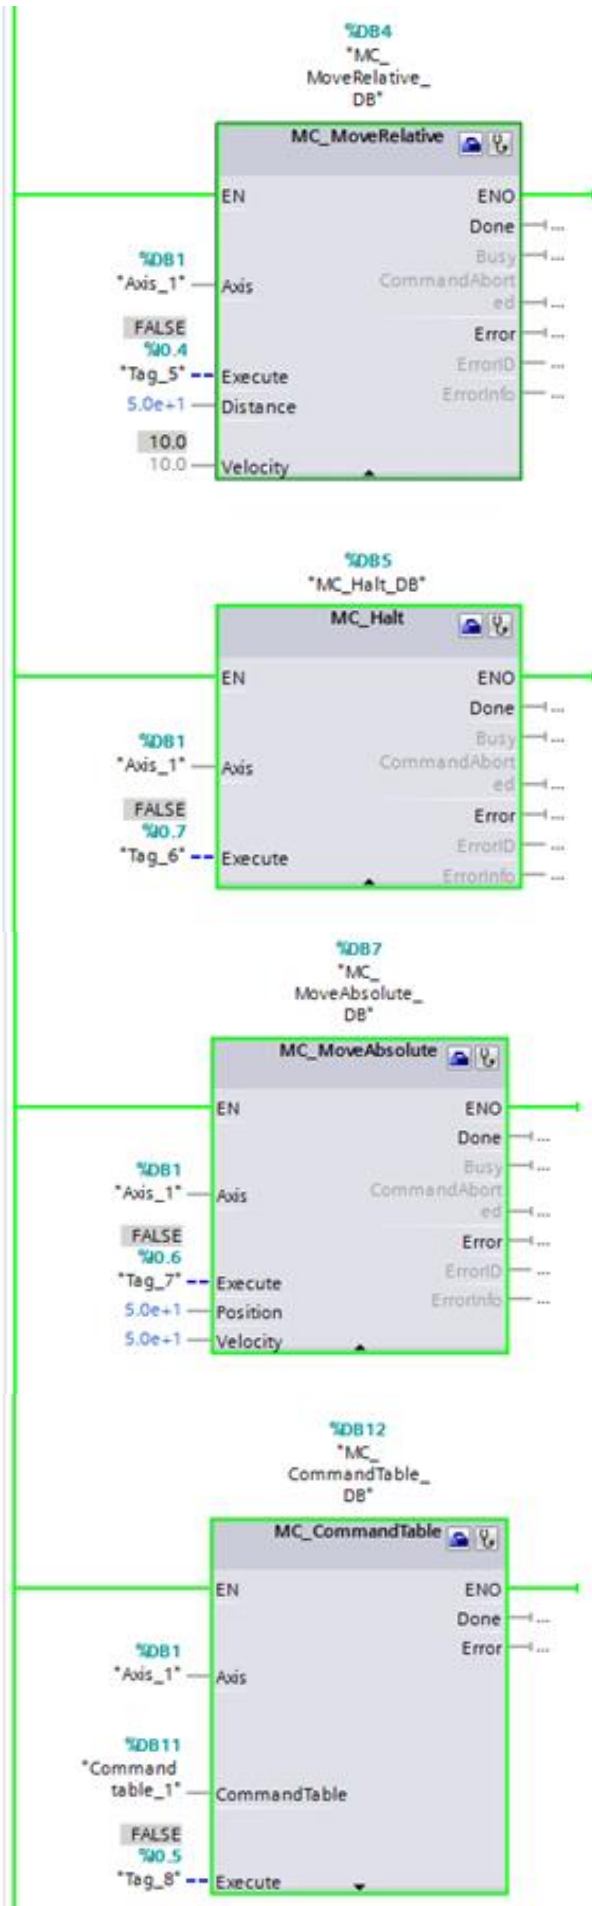 %DB4
"MC_
MoveRelative_
DB"
MC_MoveRelative
EN ENO
Done ...
Busy ...
%DB1
"Axis_1" Axis
CommandAbort
ed ...
FALSE
%I0.4
"Tag_5" Execute
Error ...
ErrorID ...
5.0e+1 Distance
ErrorInfo ...
10.0
10.0 Velocity
%DB5
"MC_Halt_DB"
MC_Halt
EN ENO
Done ...
Busy ...
%DB1
"Axis_1" Axis
CommandAbort
ed ...
FALSE
%I0.7
"Tag_6" Execute
Error ...
ErrorID ...
ErrorInfo ...
%DB7
"MC_
MoveAbsolute_
DB"
MC_MoveAbsolute
EN ENO
Done ...
Busy ...
%DB1
"Axis_1" Axis
CommandAbort
ed ...
FALSE
%I0.6
"Tag_7" Execute
Error ...
ErrorID ...
ErrorInfo ...
5.0e+1 Position
5.0e+1 Velocity
%DB12
"MC_
CommandTable_
DB"
MC_CommandTable
EN ENO
Done ...
Error ...
%DB1
"Axis_1" Axis
%DB11
"Command
table_1" CommandTable
FALSE
%I0.5
"Tag_8" Execute